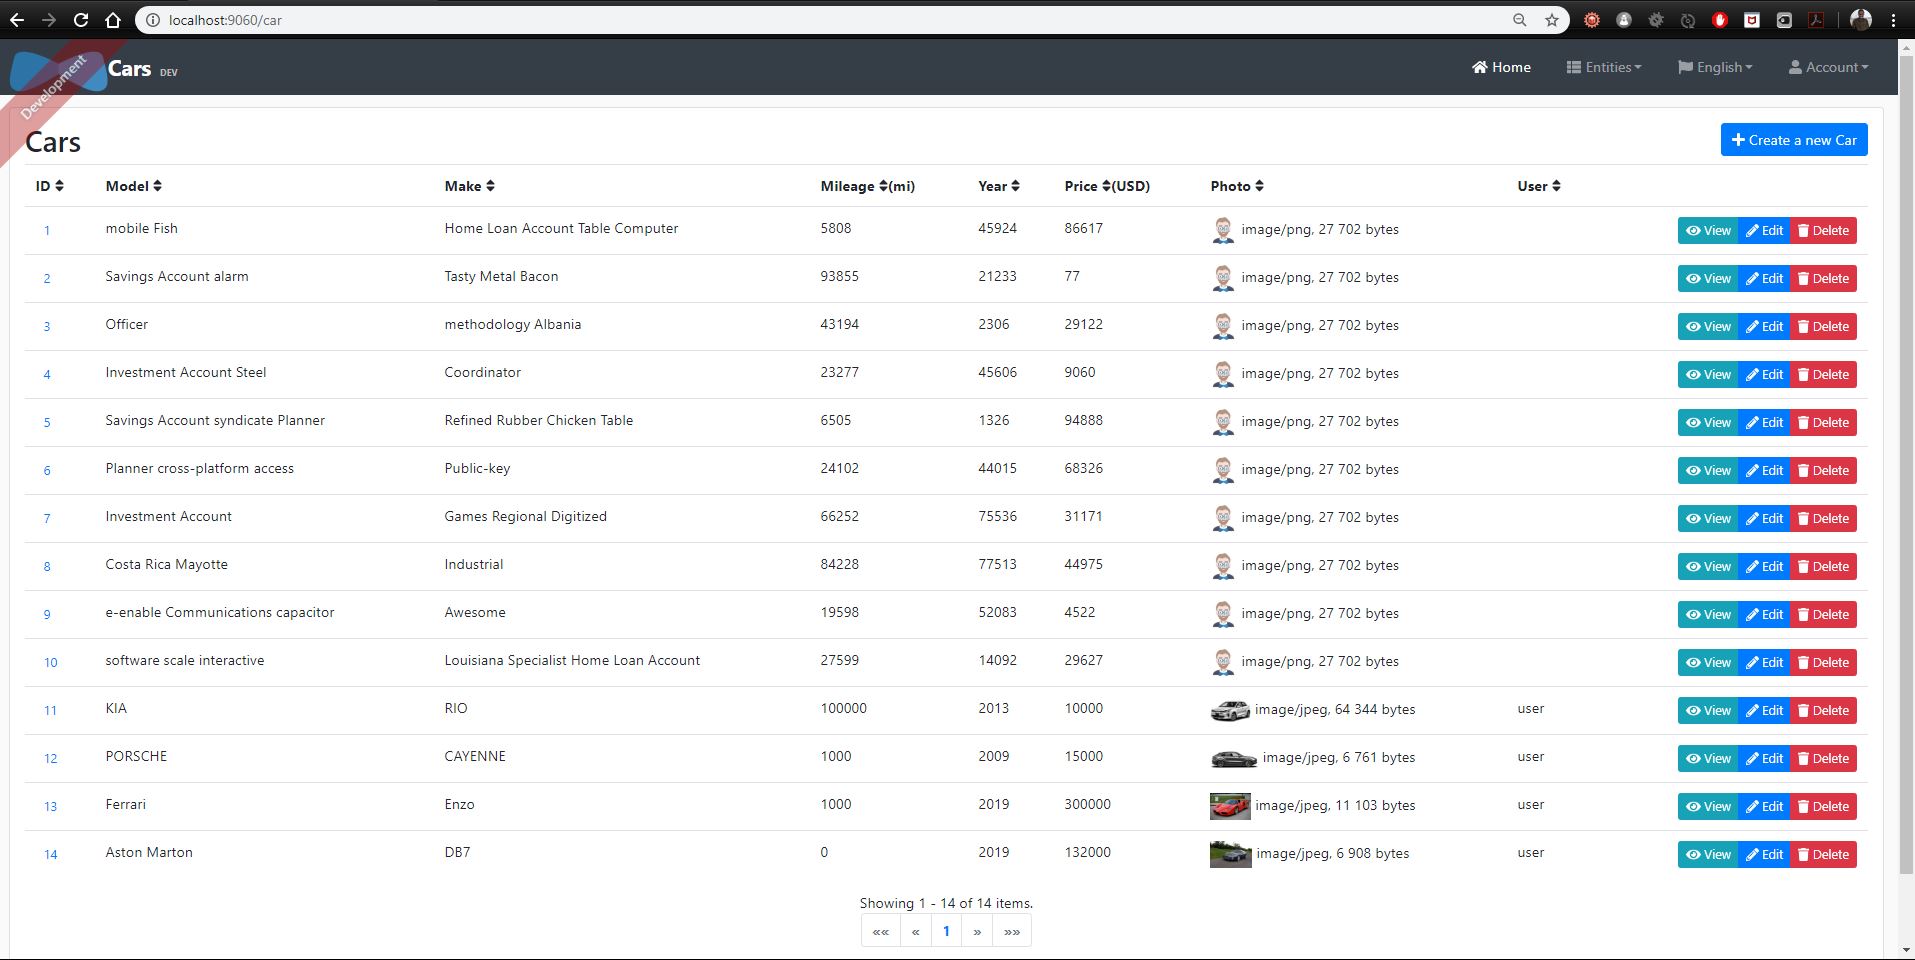 localhost:9060/car
Development
Cars DEV Home Entities English Account
Cars Create a new Car
ID Model Make Mileage (mi) Year Price (USD) Photo User
1 mobile Fish Home Loan Account Table Computer 5808 45924 86617 image/png, 27 702 bytes View Edit Delete
2 Savings Account alarm Tasty Metal Bacon 93855 21233 77 image/png, 27 702 bytes View Edit Delete
3 Officer methodology Albania 43194 2306 29122 image/png, 27 702 bytes View Edit Delete
4 Investment Account Steel Coordinator 23277 45606 9060 image/png, 27 702 bytes View Edit Delete
5 Savings Account syndicate Planner Refined Rubber Chicken Table 6505 1326 94888 image/png, 27 702 bytes View Edit Delete
6 Planner cross-platform access Public-key 24102 44015 68326 image/png, 27 702 bytes View Edit Delete
7 Investment Account Games Regional Digitized 66252 75536 31171 image/png, 27 702 bytes View Edit Delete
8 Costa Rica Mayotte Industrial 84228 77513 44975 image/png, 27 702 bytes View Edit Delete
9 e-enable Communications capacitor Awesome 19598 52083 4522 image/png, 27 702 bytes View Edit Delete
10 software scale interactive Louisiana Specialist Home Loan Account 27599 14092 29627 image/png, 27 702 bytes View Edit Delete
11 KIA RIO 100000 2013 10000 image/jpeg, 64 344 bytes user View Edit Delete
12 PORSCHE CAYENNE 1000 2009 15000 image/jpeg, 6 761 bytes user View Edit Delete
13 Ferrari Enzo 1000 2019 300000 image/jpeg, 11 103 bytes user View Edit Delete
14 Aston Marton DB7 0 2019 132000 image/jpeg, 6 908 bytes user View Edit Delete
Showing 1 - 14 of 14 items.
«« « 1 » »»